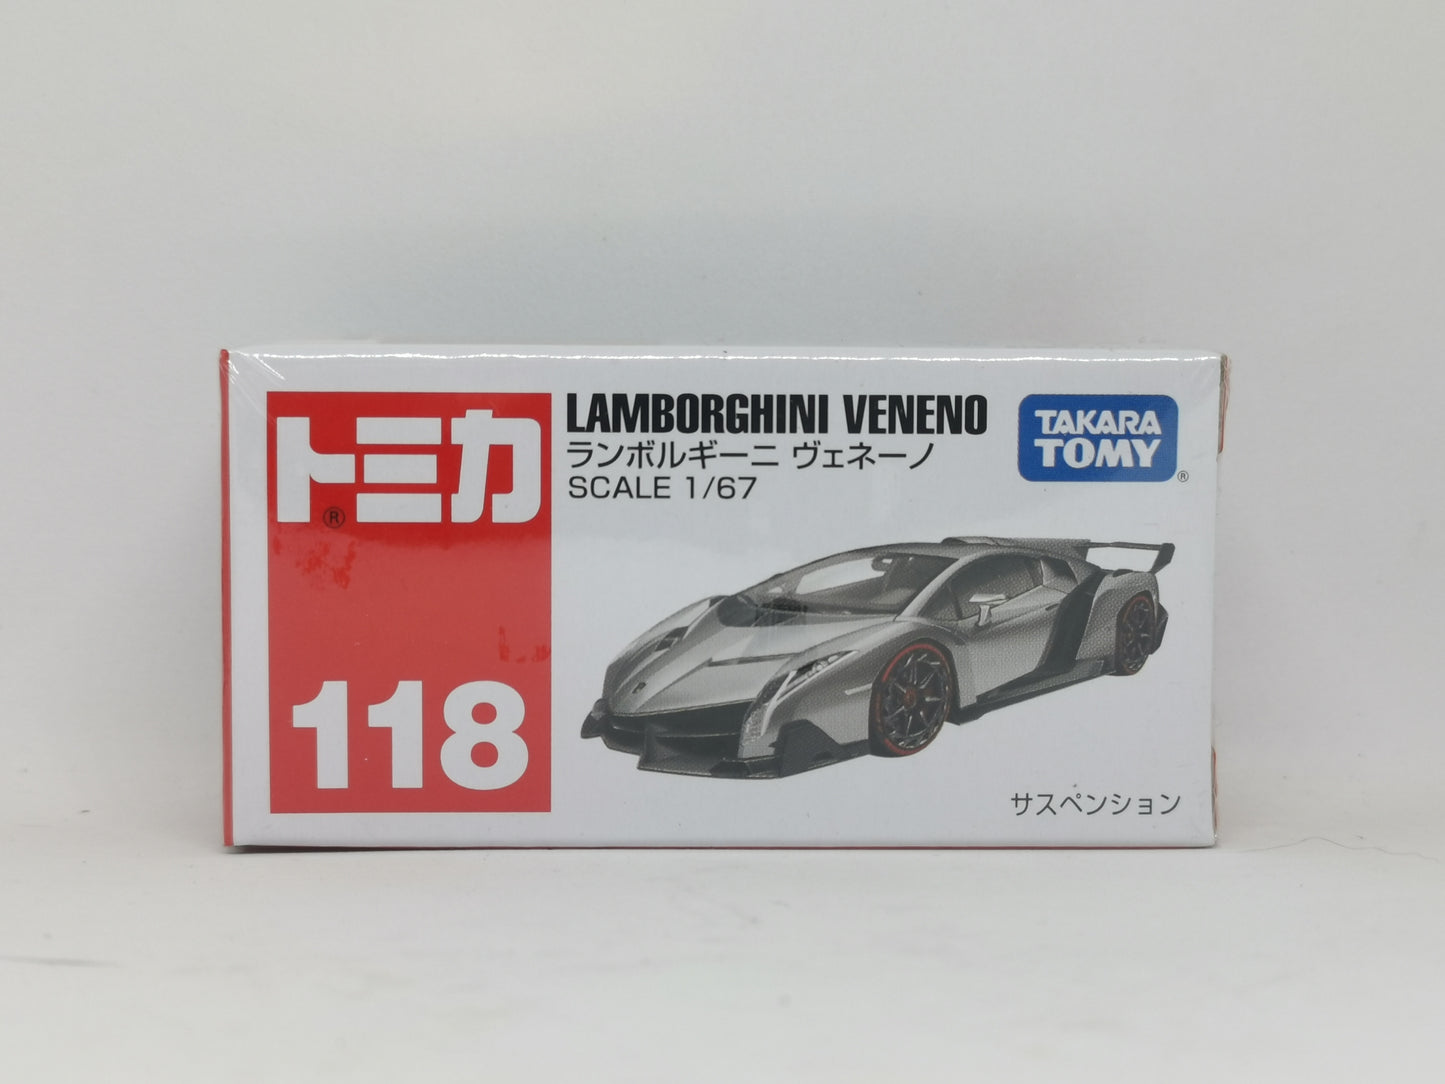 トミカ
®
118
LAMBORGHINI VENENO
ランボルギーニ ヴェネーノ
SCALE 1/67
TAKARA
TOMY
®
サスペンション